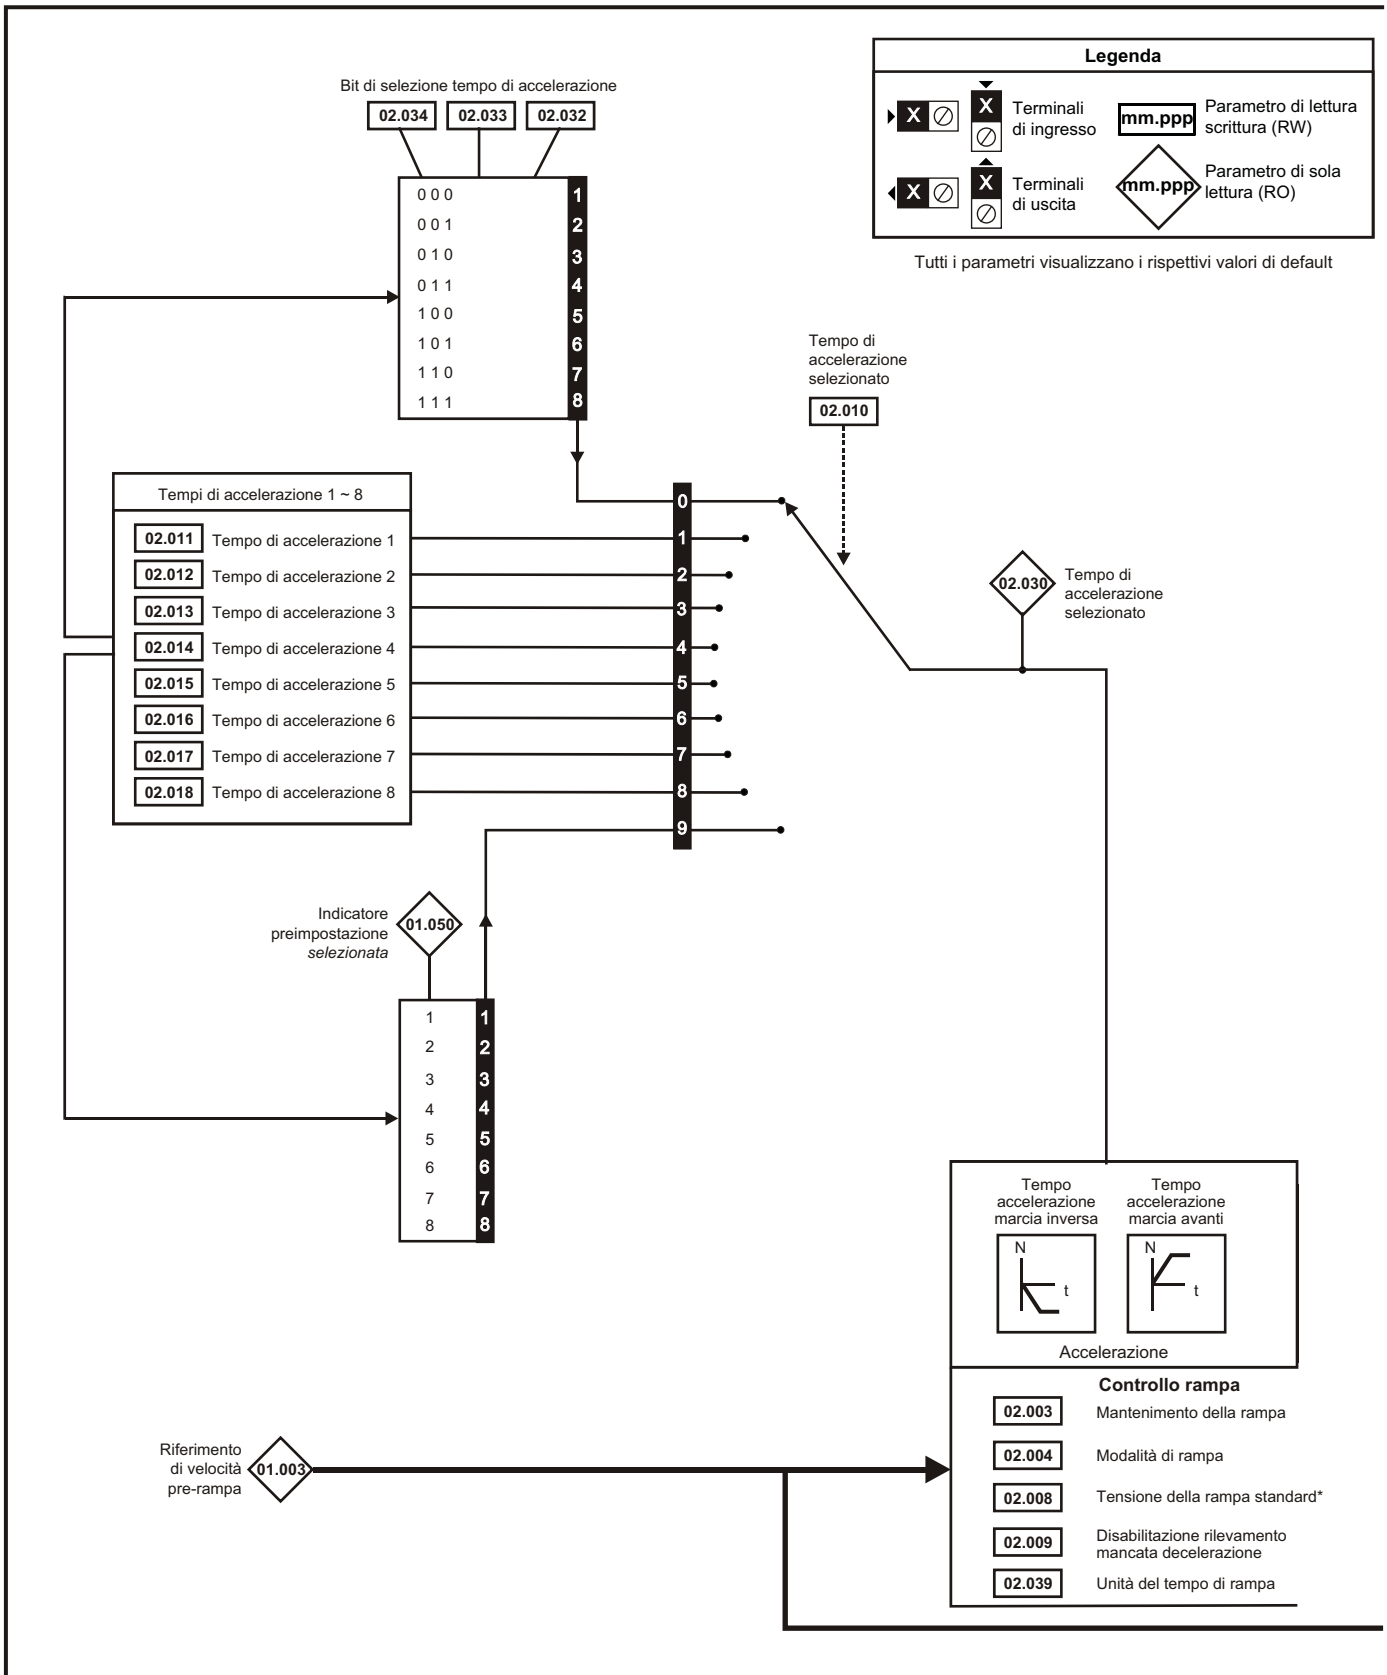 Legenda
X
X
Terminali
di ingresso
mm.ppp
Parametro di lettura
scrittura (RW)
X
X
Terminali
di uscita
mm.ppp
Parametro di sola
lettura (RO)
Tutti i parametri visualizzano i rispettivi valori di default
Bit di selezione tempo di accelerazione
02.034 02.033 02.032
0 0 0 1
0 0 1 2
0 1 0 3
0 1 1 4
1 0 0 5
1 0 1 6
1 1 0 7
1 1 1 8
Tempo di
accelerazione
selezionato
02.010
Tempi di accelerazione 1 ~ 8
02.011 Tempo di accelerazione 1
02.012 Tempo di accelerazione 2
02.013 Tempo di accelerazione 3
02.014 Tempo di accelerazione 4
02.015 Tempo di accelerazione 5
02.016 Tempo di accelerazione 6
02.017 Tempo di accelerazione 7
02.018 Tempo di accelerazione 8
0
1
2
3
4
5
6
7
8
9
02.030
Tempo di
accelerazione
selezionato
Indicatore
preimpostazione
selezionata
01.050
1 1
2 2
3 3
4 4
5 5
6 6
7 7
8 8
Tempo
accelerazione
marcia inversa
N
t
Tempo
accelerazione
marcia avanti
N
t
Accelerazione
Controllo rampa
02.003 Mantenimento della rampa
02.004 Modalità di rampa
02.008 Tensione della rampa standard*
02.009 Disabilitazione rilevamento
mancata decelerazione
02.039 Unità del tempo di rampa
Riferimento
di velocità
pre-rampa
01.003